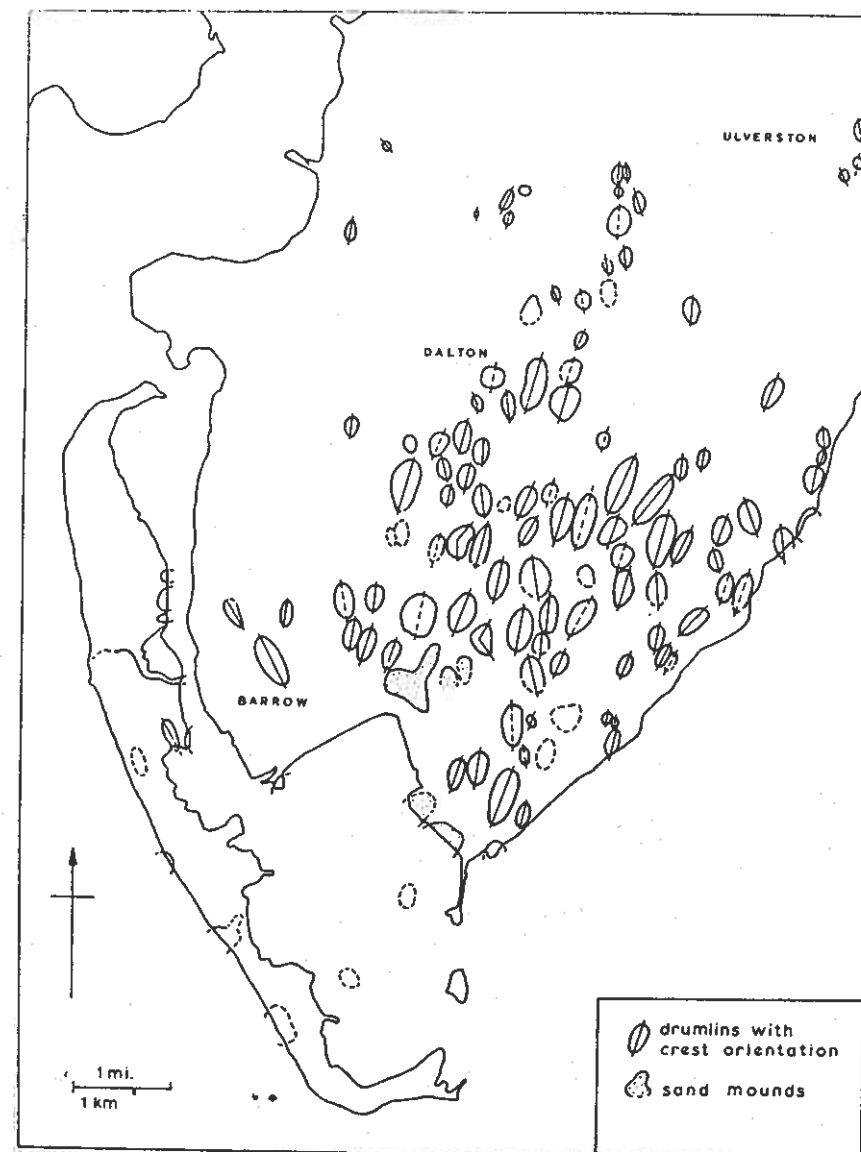 ULVERSTON
DALTON
BARROW
1 mi.
1 km
drumlins with
crest orientation
sand mounds